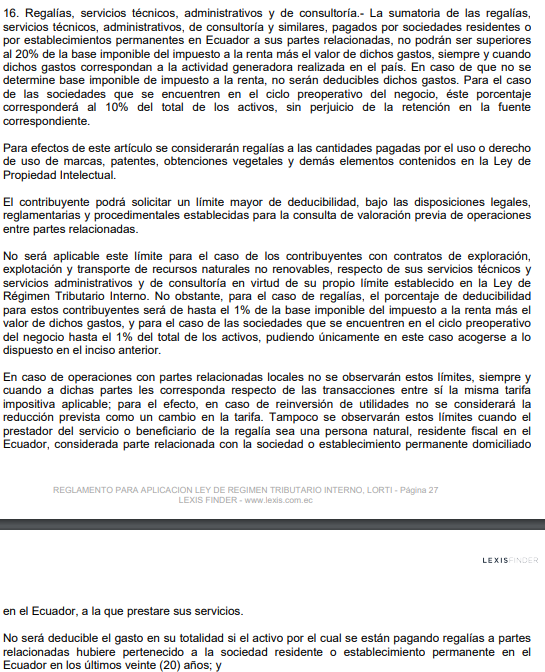 16. Regalías, servicios técnicos, administrativos y de consultoría.- La sumatoria de las regalías,
servicios técnicos, administrativos, de consultoría y similares, pagados por sociedades residentes o
por establecimientos permanentes en Ecuador a sus partes relacionadas, no podrán ser superiores
al 20% de la base imponible del impuesto a la renta más el valor de dichos gastos, siempre y cuando
dichos gastos correspondan a la actividad generadora realizada en el país. En caso de que no se
determine base imponible de impuesto a la renta, no serán deducibles dichos gastos. Para el caso
de las sociedades que se encuentren en el ciclo preoperativo del negocio, éste porcentaje
corresponderá al 10% del total de los activos, sin perjuicio de la retención en la fuente
correspondiente.
Para efectos de este artículo se considerarán regalías a las cantidades pagadas por el uso o derecho
de uso de marcas, patentes, obtenciones vegetales y demás elementos contenidos en la Ley de
Propiedad Intelectual.
El contribuyente podrá solicitar un límite mayor de deducibilidad, bajo las disposiciones legales,
reglamentarias y procedimentales establecidas para la consulta de valoración previa de operaciones
entre partes relacionadas.
No será aplicable este límite para el caso de los contribuyentes con contratos de exploración,
explotación y transporte de recursos naturales no renovables, respecto de sus servicios técnicos y
servicios administrativos y de consultoría en virtud de su propio límite establecido en la Ley de
Régimen Tributario Interno. No obstante, para el caso de regalías, el porcentaje de deducibilidad
para estos contribuyentes será de hasta el 1% de la base imponible del impuesto a la renta más el
valor de dichos gastos, y para el caso de las sociedades que se encuentren en el ciclo preoperativo
del negocio hasta el 1% del total de los activos, pudiendo únicamente en este caso acogerse a lo
dispuesto en el inciso anterior.
En caso de operaciones con partes relacionadas locales no se observarán estos límites, siempre y
cuando a dichas partes les corresponda respecto de las transacciones entre sí la misma tarifa
impositiva aplicable; para el efecto, en caso de reinversión de utilidades no se considerará la
reducción prevista como un cambio en la tarifa. Tampoco se observarán estos límites cuando el
prestador del servicio o beneficiario de la regalía sea una persona natural, residente fiscal en el
Ecuador, considerada parte relacionada con la sociedad o establecimiento permanente domiciliado
REGLAMENTO PARA APLICACION LEY DE REGIMEN TRIBUTARIO INTERNO, LORTI - Página 27
LEXIS FINDER - www.lexis.com.ec
LEXISFINDER
en el Ecuador, a la que prestare sus servicios.
No será deducible el gasto en su totalidad si el activo por el cual se están pagando regalías a partes
relacionadas hubiere pertenecido a la sociedad residente o establecimiento permanente en el
Ecuador en los últimos veinte (20) años; y